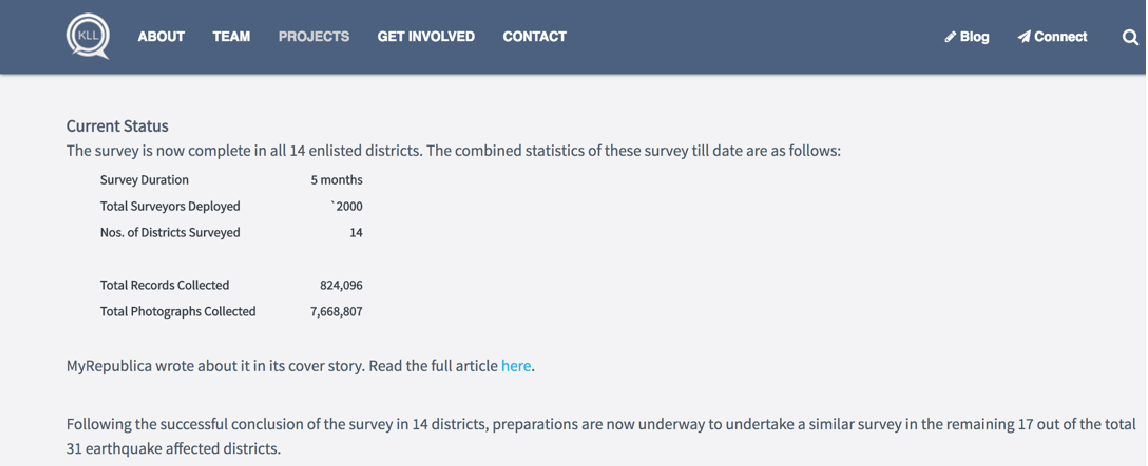 KLL ABOUT TEAM PROJECTS GET INVOLVED CONTACT Blog Connect
Current Status
The survey is now complete in all 14 enlisted districts. The combined statistics of these survey till date are as follows:
Survey Duration 5 months
Total Surveyors Deployed `2000
Nos. of Districts Surveyed 14
Total Records Collected 824,096
Total Photographs Collected 7,668,807
MyRepublica wrote about it in its cover story. Read the full article here.
Following the successful conclusion of the survey in 14 districts, preparations are now underway to undertake a similar survey in the remaining 17 out of the total
31 earthquake affected districts.